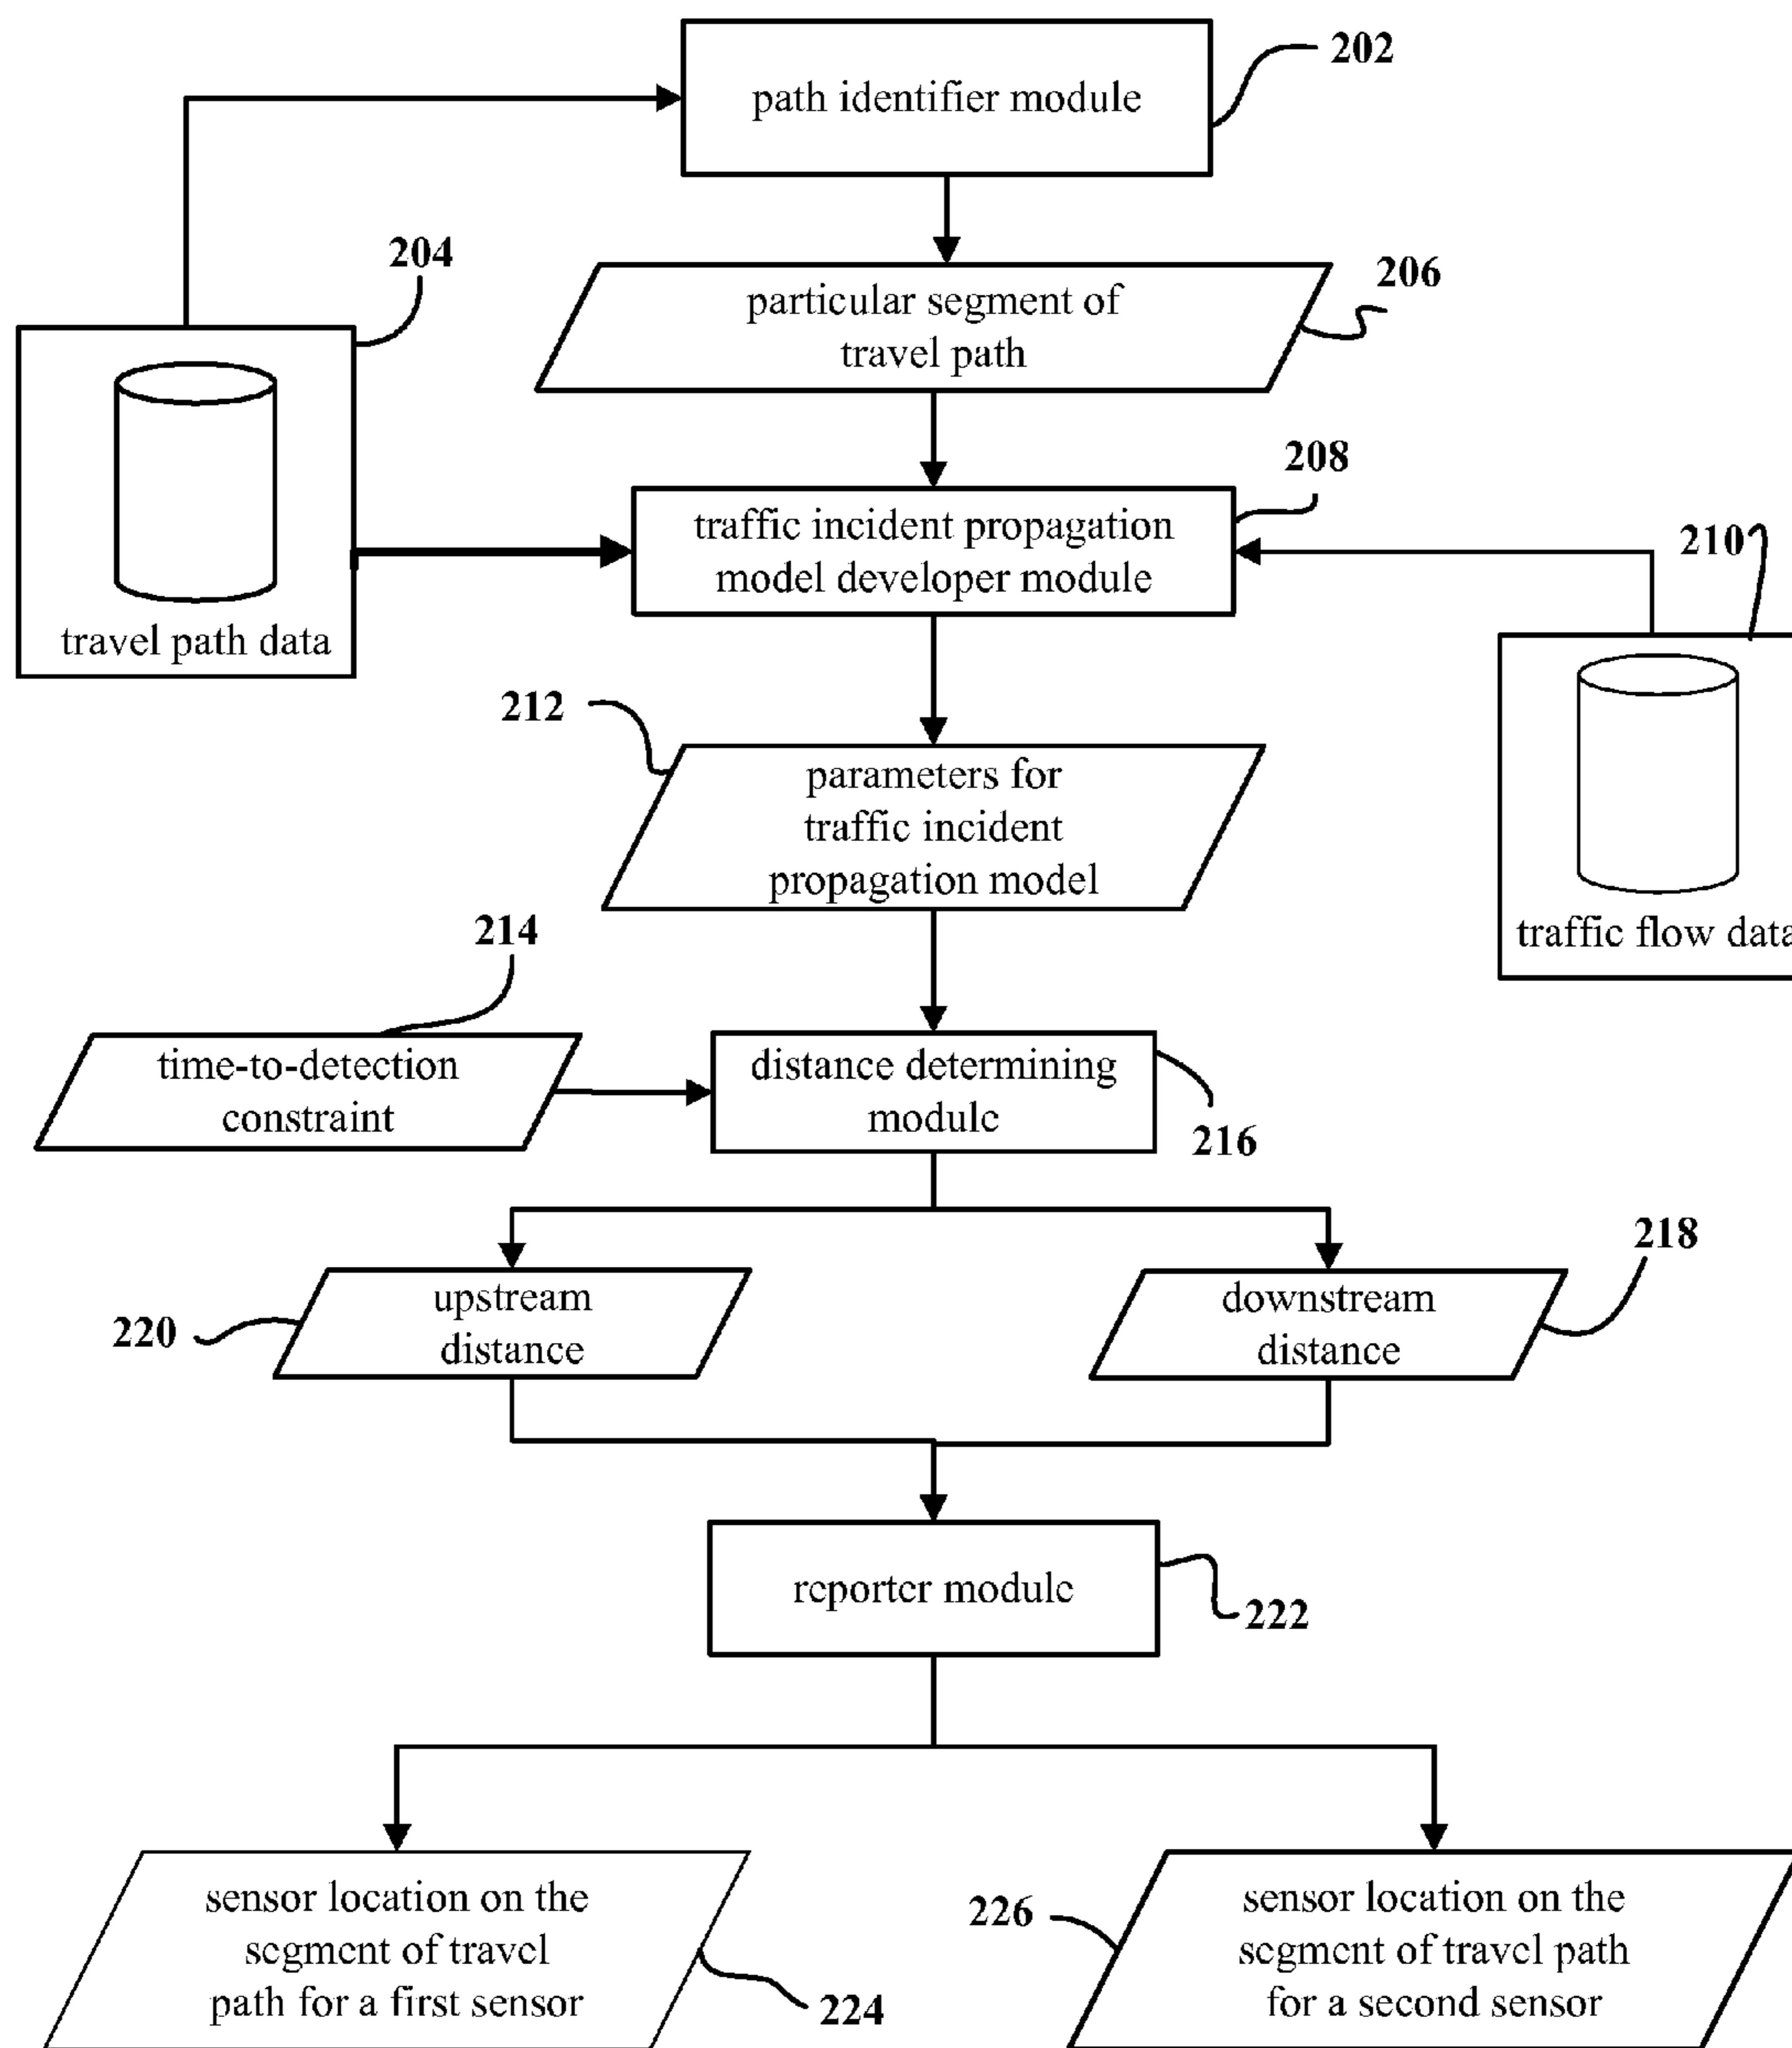 202
path identifier module
204
206
particular segment of
travel path
208
traffic incident propagation
model developer module
210
travel path data
212
parameters for
traffic incident
propagation model
traffic flow data
214
time-to-detection
constraint
distance determining
module
216
218
upstream
distance
downstream
distance
220
reporter module
222
sensor location on the
segment of travel
path for a first sensor
224
226
sensor location on the
segment of travel path
for a second sensor